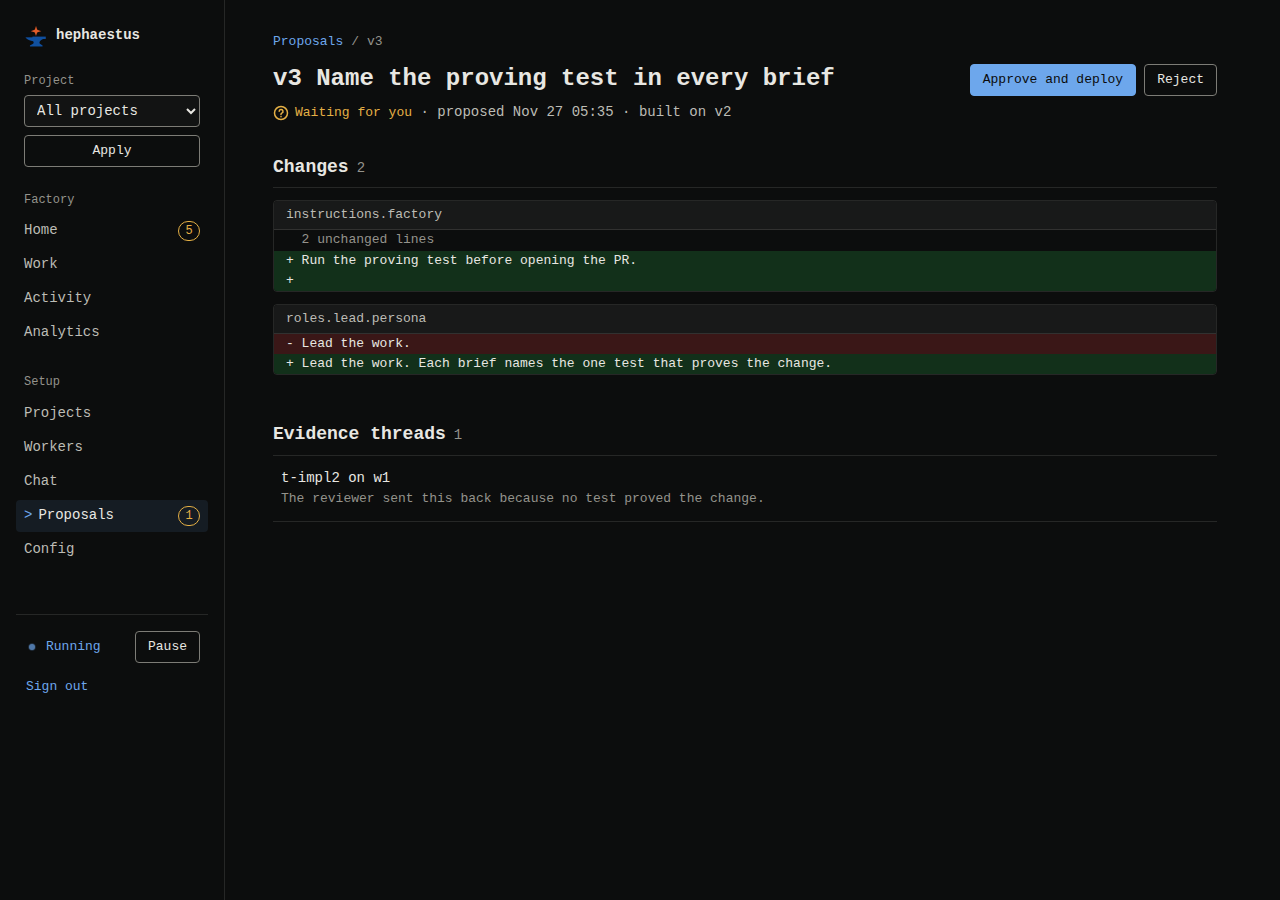 hephaestus
Project
All projects
Apply
Factory
Home 5
Work
Activity
Analytics
Setup
Projects
Workers
Chat
> Proposals 1
Config
Running Pause
Sign out
Proposals / v3
v3 Name the proving test in every brief
Approve and deploy Reject
Waiting for you · proposed Nov 27 05:35 · built on v2
Changes 2
instructions.factory
2 unchanged lines
+ Run the proving test before opening the PR.
+
roles.lead.persona
- Lead the work.
+ Lead the work. Each brief names the one test that proves the change.
Evidence threads 1
t-impl2 on w1
The reviewer sent this back because no test proved the change.